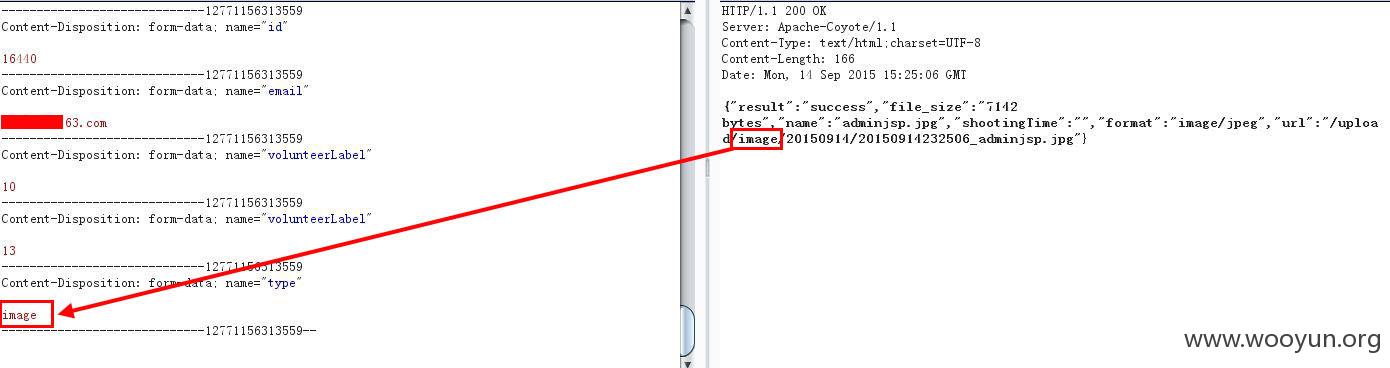 -----------------------------12771156313559
Content-Disposition: form-data; name="id"
16440
-----------------------------12771156313559
Content-Disposition: form-data; name="email"
63.com
-----------------------------12771156313559
Content-Disposition: form-data; name="volunteerLabel"
10
-----------------------------12771156313559
Content-Disposition: form-data; name="volunteerLabel"
13
-----------------------------12771156313559
Content-Disposition: form-data; name="type"
image
-----------------------------12771156313559--
HTTP/1.1 200 OK
Server: Apache-Coyote/1.1
Content-Type: text/html;charset=UTF-8
Content-Length: 166
Date: Mon, 14 Sep 2015 15:25:06 GMT
{"result":"success","file_size":"7142
bytes","name":"adminjsp.jpg","shootingTime":"","format":"image/jpeg","url":"/uploa
d/image/20150914/20150914232506_adminjsp.jpg"}
www.wooyun.org